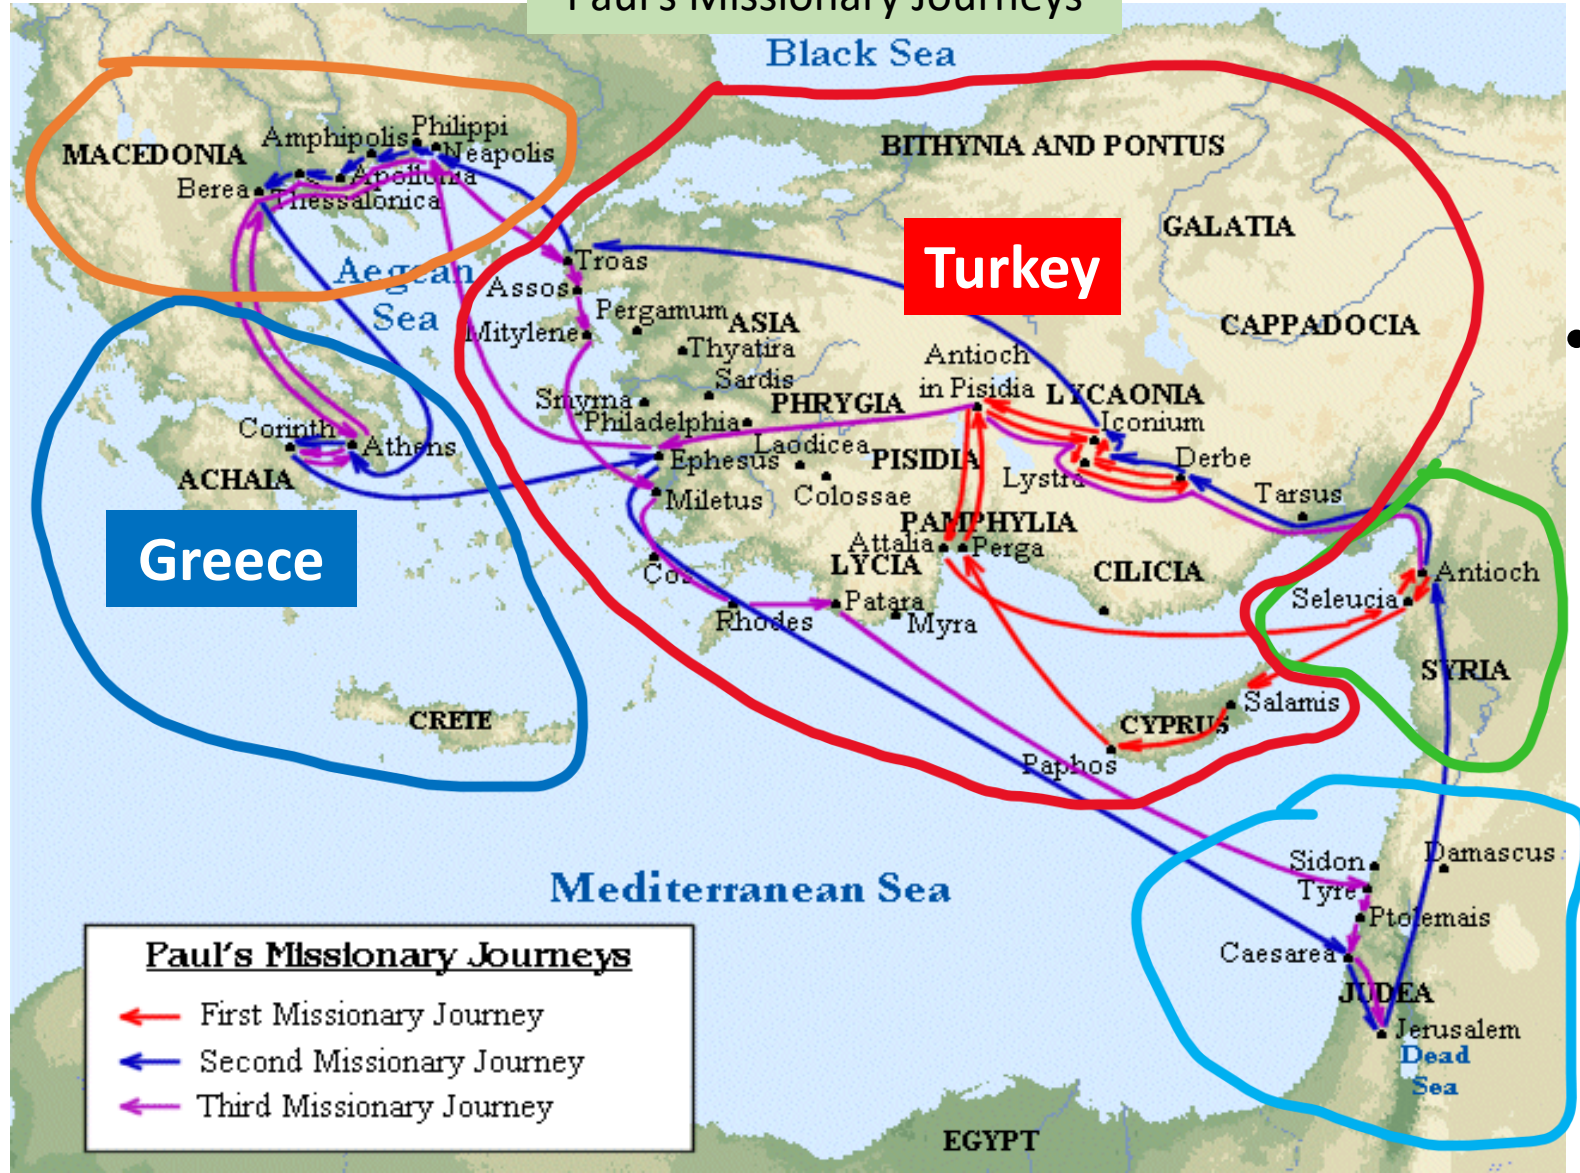 Paul's Missionary Journeys
Black Sea
MACEDONIA
Amphipolis
Philippi
Neapolis
Apollonia
Berea
Thessalonica
BITHYNIA AND PONTUS
GALATIA
Aegean
Sea
Troas
Assos
Turkey
Mitylene
Pergamum
ASIA
Thyatira
CAPPADOCIA
Sardis
Antioch
in Pisidia
LYCAONIA
Smyrna
Philadelphia
PHRYGIA
Iconium
Corinth
Athens
Laodicea
Ephesus
PISIDIA
Derbe
ACHAIA
Miletus
Colossae
Lystra
Tarsus
PAMPHYLIA
Attalia
Perga
Greece
Cos
LYCIA
CILICIA
Antioch
Seleucia
Rhodes
Patara
Myra
SYRIA
CRETE
CYPRUS
Salamis
Paphos
Mediterranean Sea
Sidon
Damascus
Tyre
Ptolemais
Caesarea
JUDEA
Jerusalem
Dead
Sea
Paul's Missionary Journeys
First Missionary Journey
Second Missionary Journey
Third Missionary Journey
EGYPT